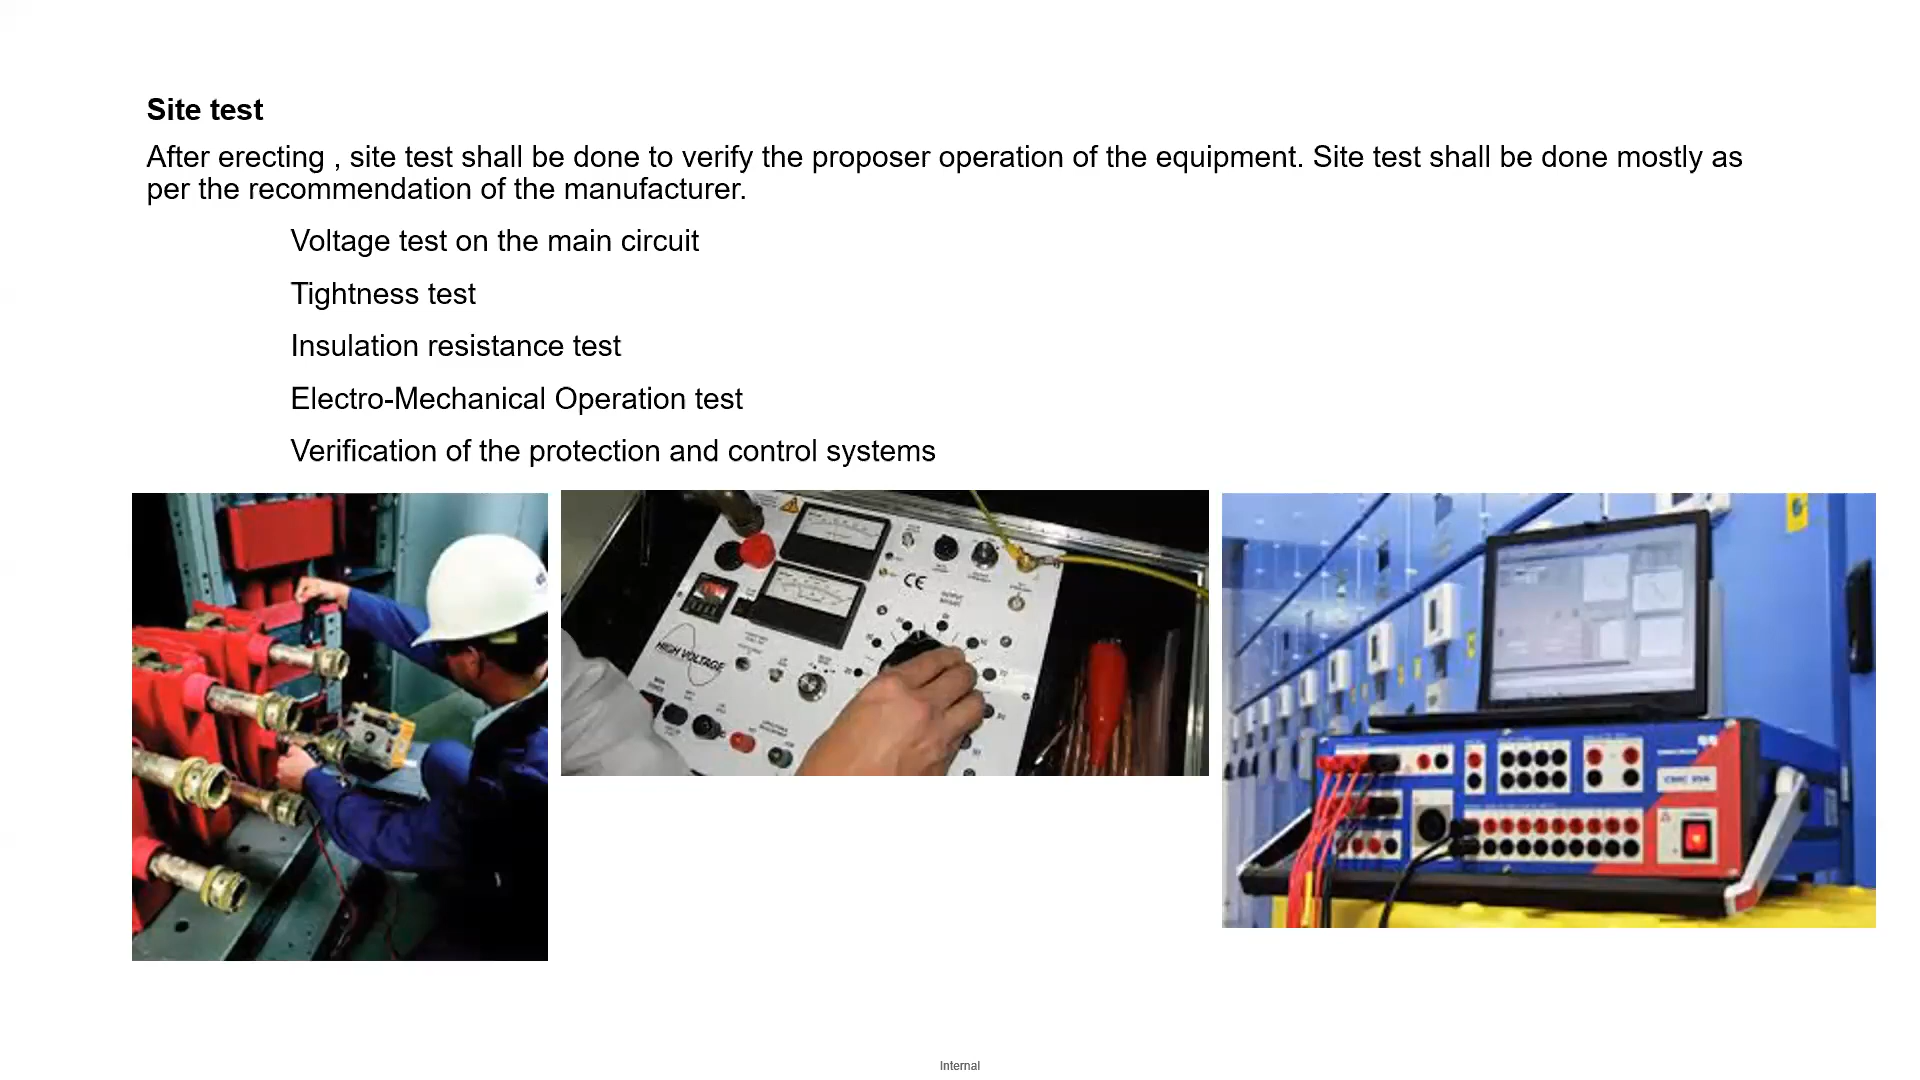 Site test
After erecting , site test shall be done to verify the proposer operation of the equipment. Site test shall be done mostly as
per the recommendation of the manufacturer.
Voltage test on the main circuit
Tightness test
Insulation resistance test
Electro-Mechanical Operation test
Verification of the protection and control systems
CE
HIGH VOLTAGE
CMC 356
Internal